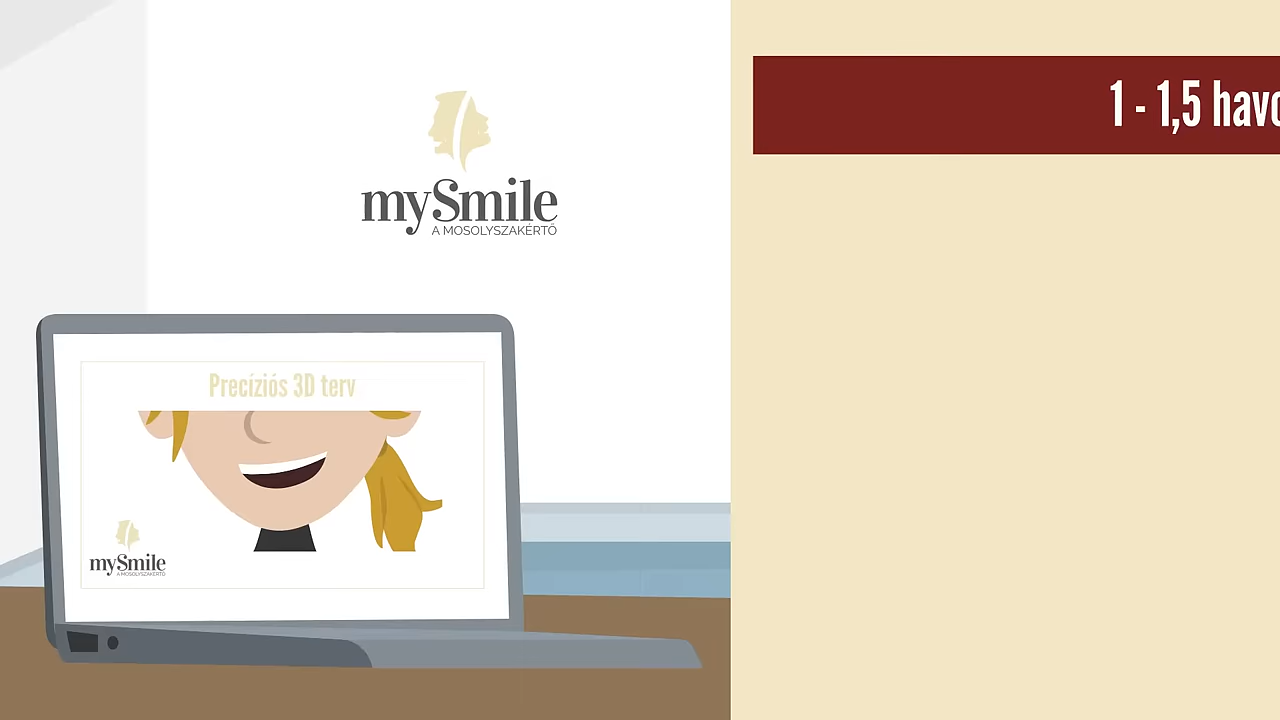 mySmile
A MOSOLYSZAKÉRTŐ
1 - 1,5 havo
Precíziós 3D terv
mySmile
A MOSOLYSZAKÉRTŐ